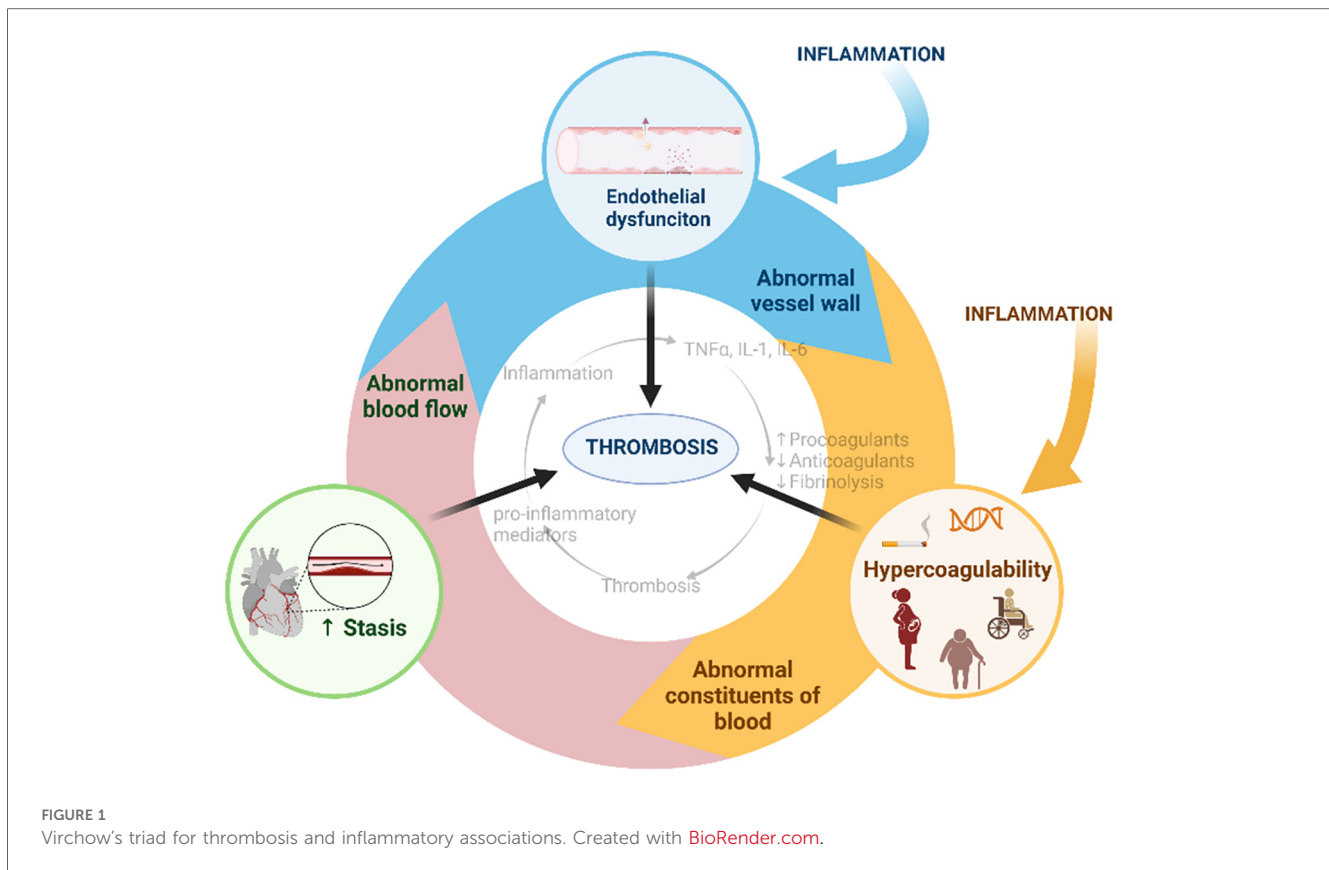 INFLAMMATION
Endothelial
dysfunciton
Abnormal
vessel wall
INFLAMMATION
TNFα, IL-1, IL-6
Inflammation
Abnormal
blood flow
THROMBOSIS
↑ Procoagulants
↓ Anticoagulants
↓ Fibrinolysis
pro-inflammatory
mediators
Thrombosis
↑ Stasis
Hypercoagulability
Abnormal
constituents of
blood
FIGURE 1
Virchow's triad for thrombosis and inflammatory associations. Created with BioRender.com.